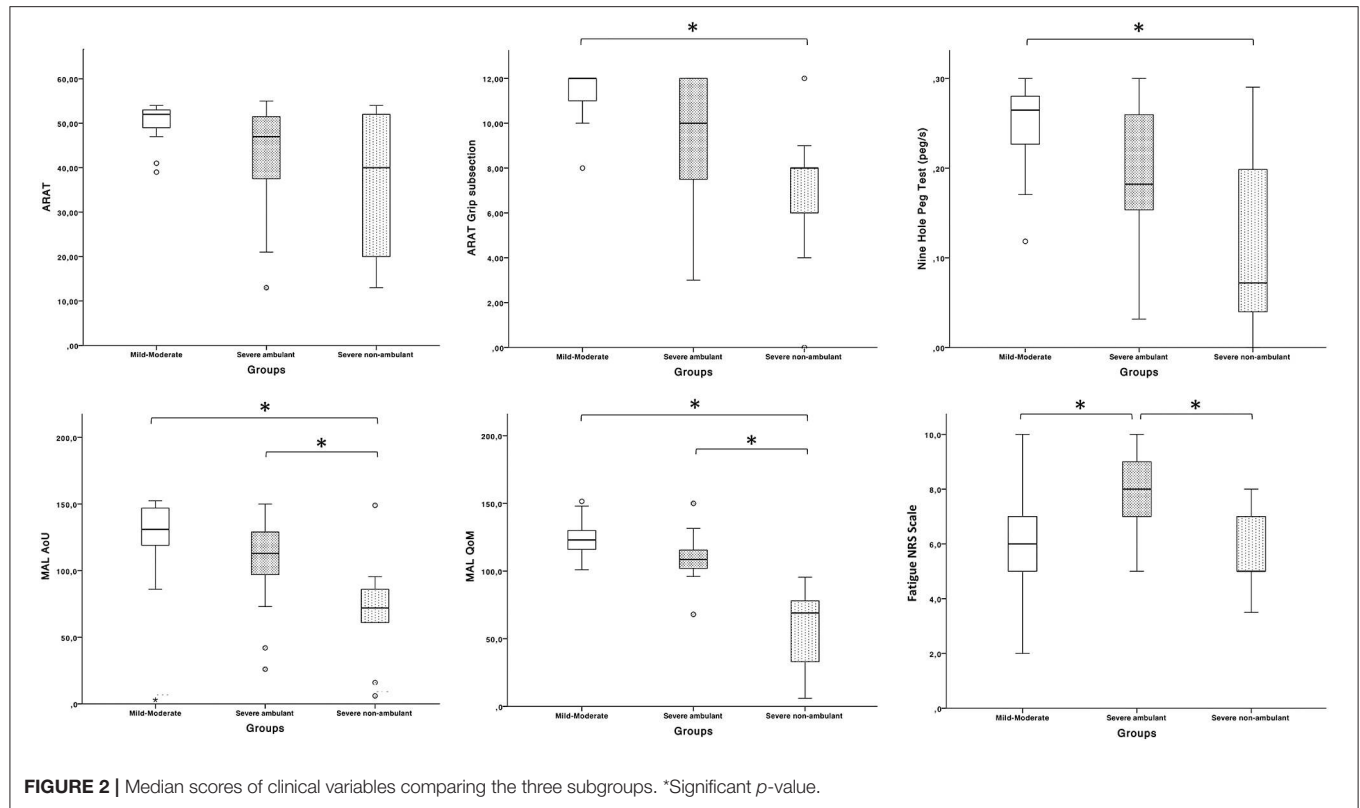 *
*
ARAT
60,00
50,00
40,00
30,00
20,00
10,00
,00
Mild-Moderate Severe ambulant Severe non-ambulant
Groups
ARAT Grip subsection
12,00
10,00
8,00
6,00
4,00
2,00
,00
Mild-Moderate Severe ambulant Severe non-ambulant
Groups
Nine Hole Peg Test (peg/s)
,30
,20
,10
,00
Mild-Moderate Severe ambulant Severe non-ambulant
Groups
*
*
MAL AoU
200,0
150,0
100,0
50,0
,0
*
Mild-Moderate Severe ambulant Severe non-ambulant
Groups
*
*
MAL QoM
200,0
150,0
100,0
50,0
,0
Mild-Moderate Severe ambulant Severe non-ambulant
Groups
* *
Fatigue NRS Scale
10,0
8,0
6,0
4,0
2,0
,0
Mild-Moderate Severe ambulant Severe non-ambulant
Groups
FIGURE 2 | Median scores of clinical variables comparing the three subgroups. *Significant p-value.